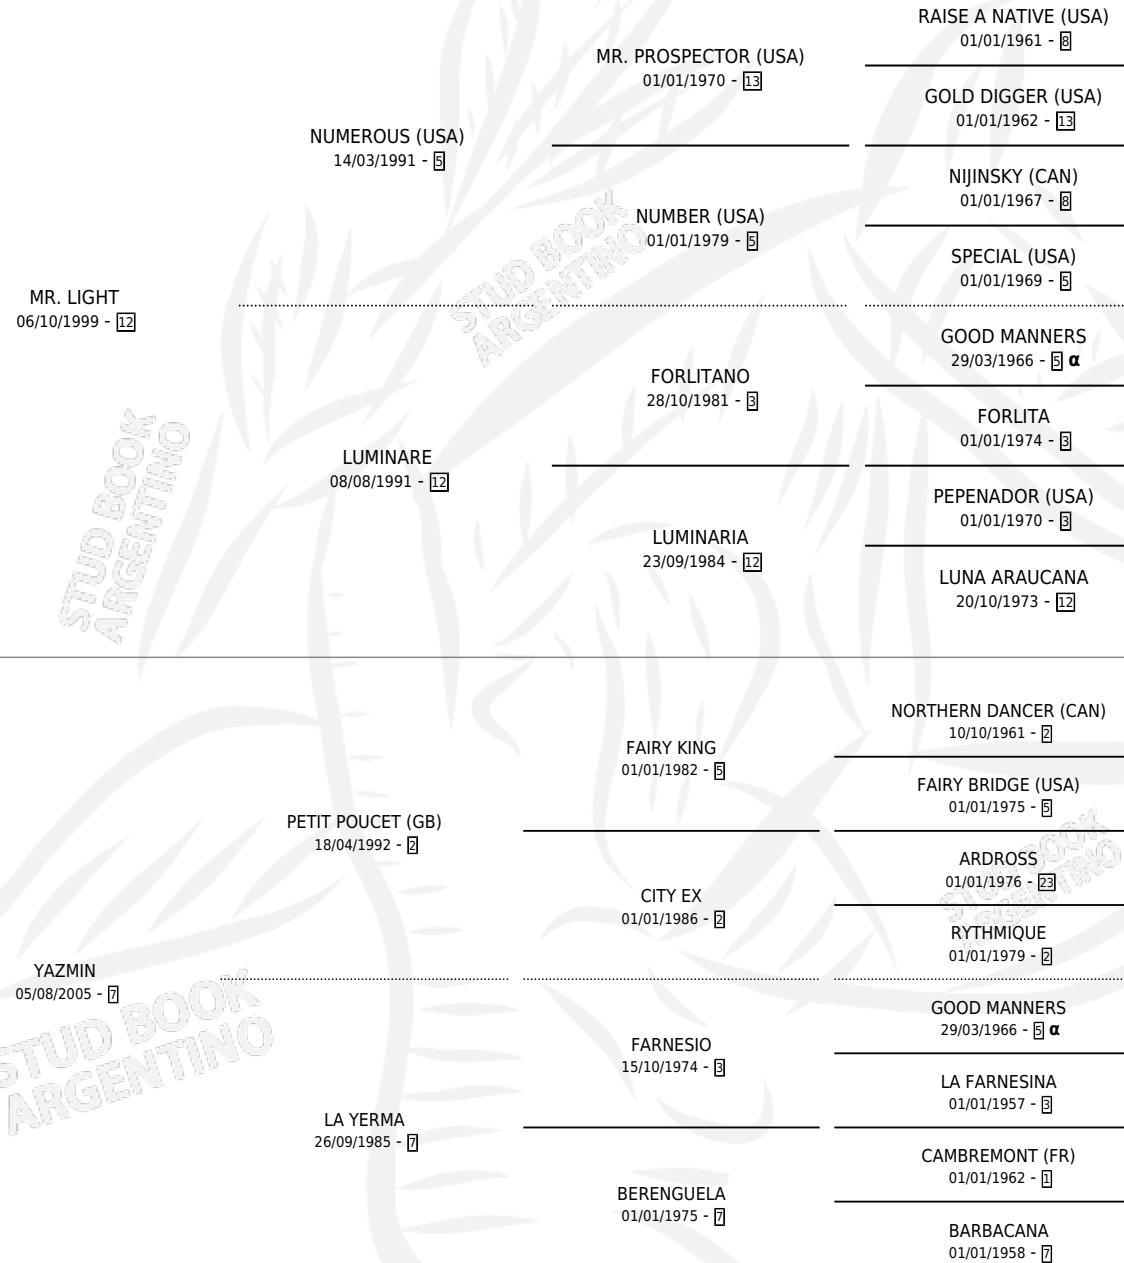 RAISE A NATIVE (USA)
01/01/1961 - 8
MR. PROSPECTOR (USA)
01/01/1970 - 13
GOLD DIGGER (USA)
01/01/1962 - 13
NUMEROUS (USA)
14/03/1991 - 5
NIJINSKY (CAN)
01/01/1967 - 8
NUMBER (USA)
01/01/1979 - 5
SPECIAL (USA)
01/01/1969 - 5
MR. LIGHT
06/10/1999 - 12
GOOD MANNERS
29/03/1966 - 5 α
FORLITANO
28/10/1981 - 3
FORLITA
01/01/1974 - 3
LUMINARE
08/08/1991 - 12
PEPENADOR (USA)
01/01/1970 - 3
LUMINARIA
23/09/1984 - 12
LUNA ARAUCANA
20/10/1973 - 12
NORTHERN DANCER (CAN)
10/10/1961 - 2
FAIRY KING
01/01/1982 - 5
FAIRY BRIDGE (USA)
01/01/1975 - 5
PETIT POUCET (GB)
18/04/1992 - 2
ARDROSS
01/01/1976 - 23
CITY EX
01/01/1986 - 2
RYTHMIQUE
01/01/1979 - 2
YAZMIN
05/08/2005 - 7
GOOD MANNERS
29/03/1966 - 5 α
FARNESIO
15/10/1974 - 3
LA FARNESINA
01/01/1957 - 3
LA YERMA
26/09/1985 - 7
CAMBREMONT (FR)
01/01/1962 - 1
BERENGUELA
01/01/1975 - 7
BARBACANA
01/01/1958 - 7
STUD BOOK
ARGENTINO
STUD BOOK
ARGENTINO
STUD BOOK
ARGENTINO
STUD BOOK
ARGENTINO